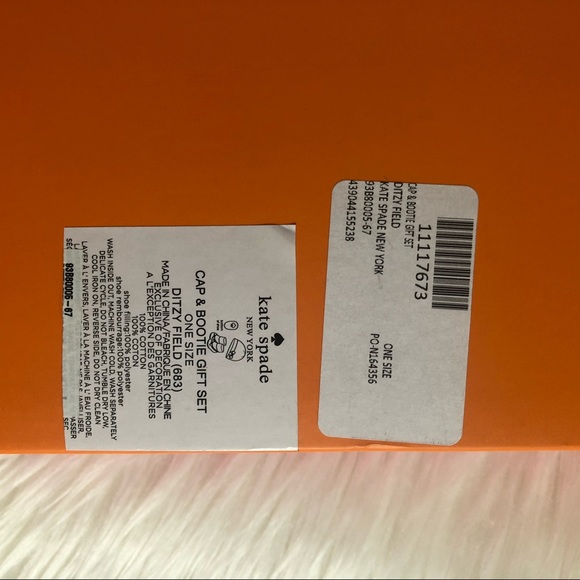 kate spade
NEW YORK
CAP & BOOTIE GIFT SET
ONE SIZE
DITZY FIELD (683)
MADE IN CHINA/FABRIQUÉ EN CHINE
EXCLUSIVE OF DECORATION
A L'EXCEPTION DES GARNITURES
100% COTTON
100% COTON
shoe filling:100% polyester
shoe rembourrage:100% polyester
WASH INSIDE OUT, MACHINE WASH COLD, WASH SEPARATELY
DELICATE CYCLE, DO NOT BLEACH, TUMBLE DRY LOW,
COOL IRON ON REVERSE SIDE, DO NOT DRY CLEAN
LAVER À L' ENVERS, LAVER À LA MACHINE À L' EAU FROIDE,
93B80006-67
11117673
CAP & BOOTIE GIFT SET
DITZY FIELD
KATE SPADE NEW YORK
93B80005-67
439044155238
ONE SIZE
PO-N164356